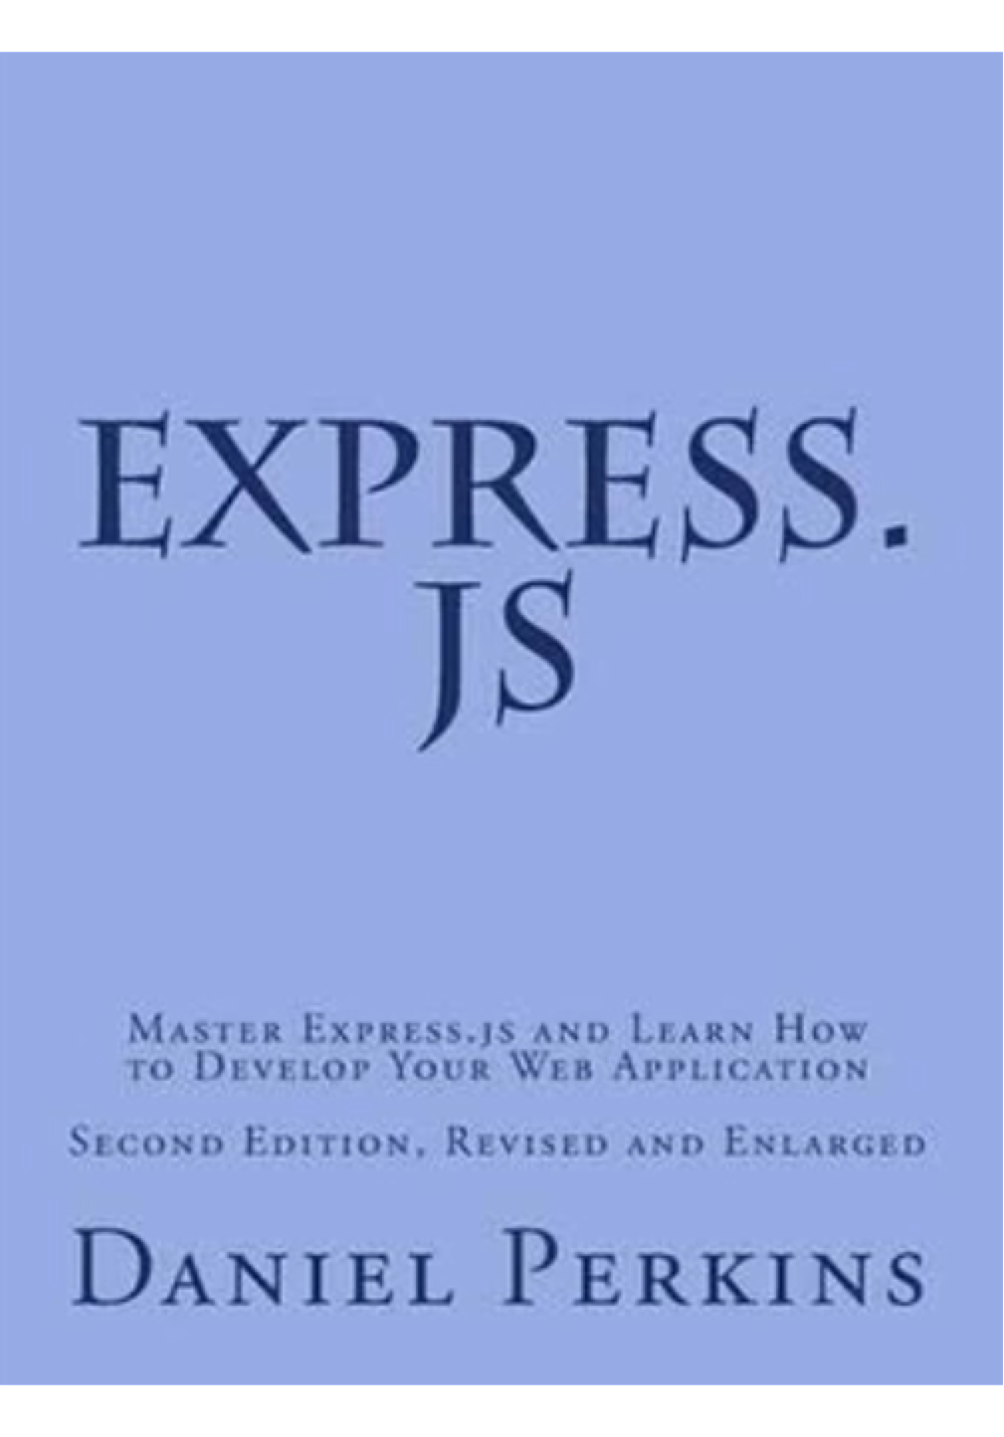 EXPRESS.
JS
Master Express.js and Learn How
to Develop Your Web Application
Second Edition, Revised and Enlarged
Daniel Perkins